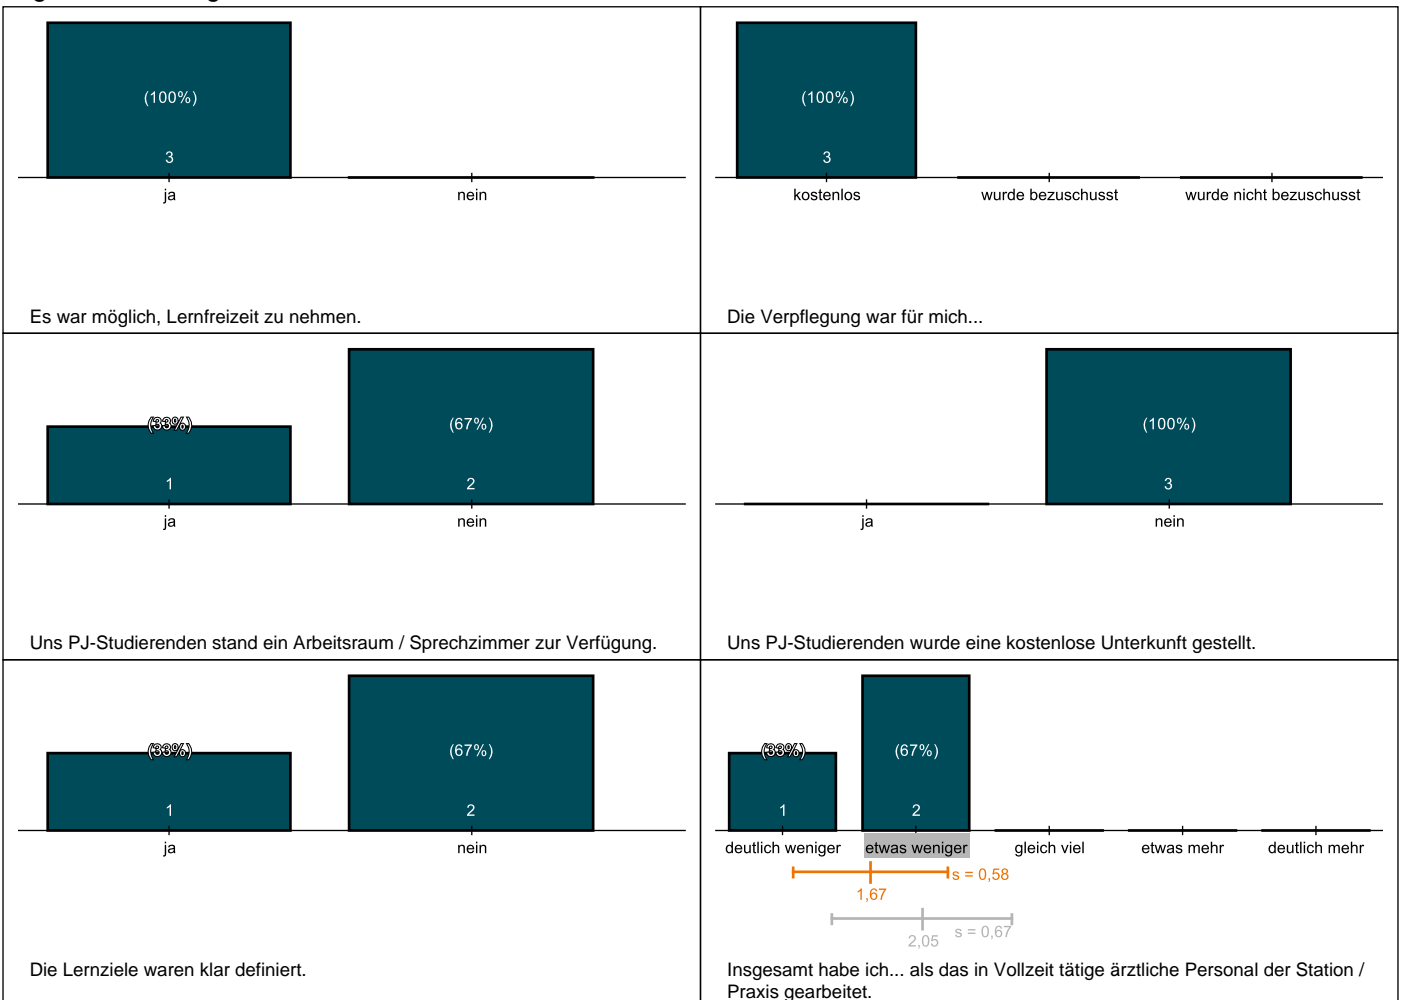 (100%)
3
ja
nein
Es war möglich, Lernfreizeit zu nehmen.
(100%)
3
kostenlos
wurde bezuschusst
wurde nicht bezuschusst
Die Verpflegung war für mich...
(33%)
(67%)
1
2
ja
nein
Uns PJ-Studierenden stand ein Arbeitsraum / Sprechzimmer zur Verfügung.
(100%)
3
ja
nein
Uns PJ-Studierenden wurde eine kostenlose Unterkunft gestellt.
(33%)
(67%)
1
2
ja
nein
Die Lernziele waren klar definiert.
(33%)
(67%)
1
2
deutlich weniger
etwas weniger
gleich viel
etwas mehr
deutlich mehr
s = 0,58
1,67
s = 0,67
2,05
Insgesamt habe ich... als das in Vollzeit tätige ärztliche Personal der Station /
Praxis gearbeitet.